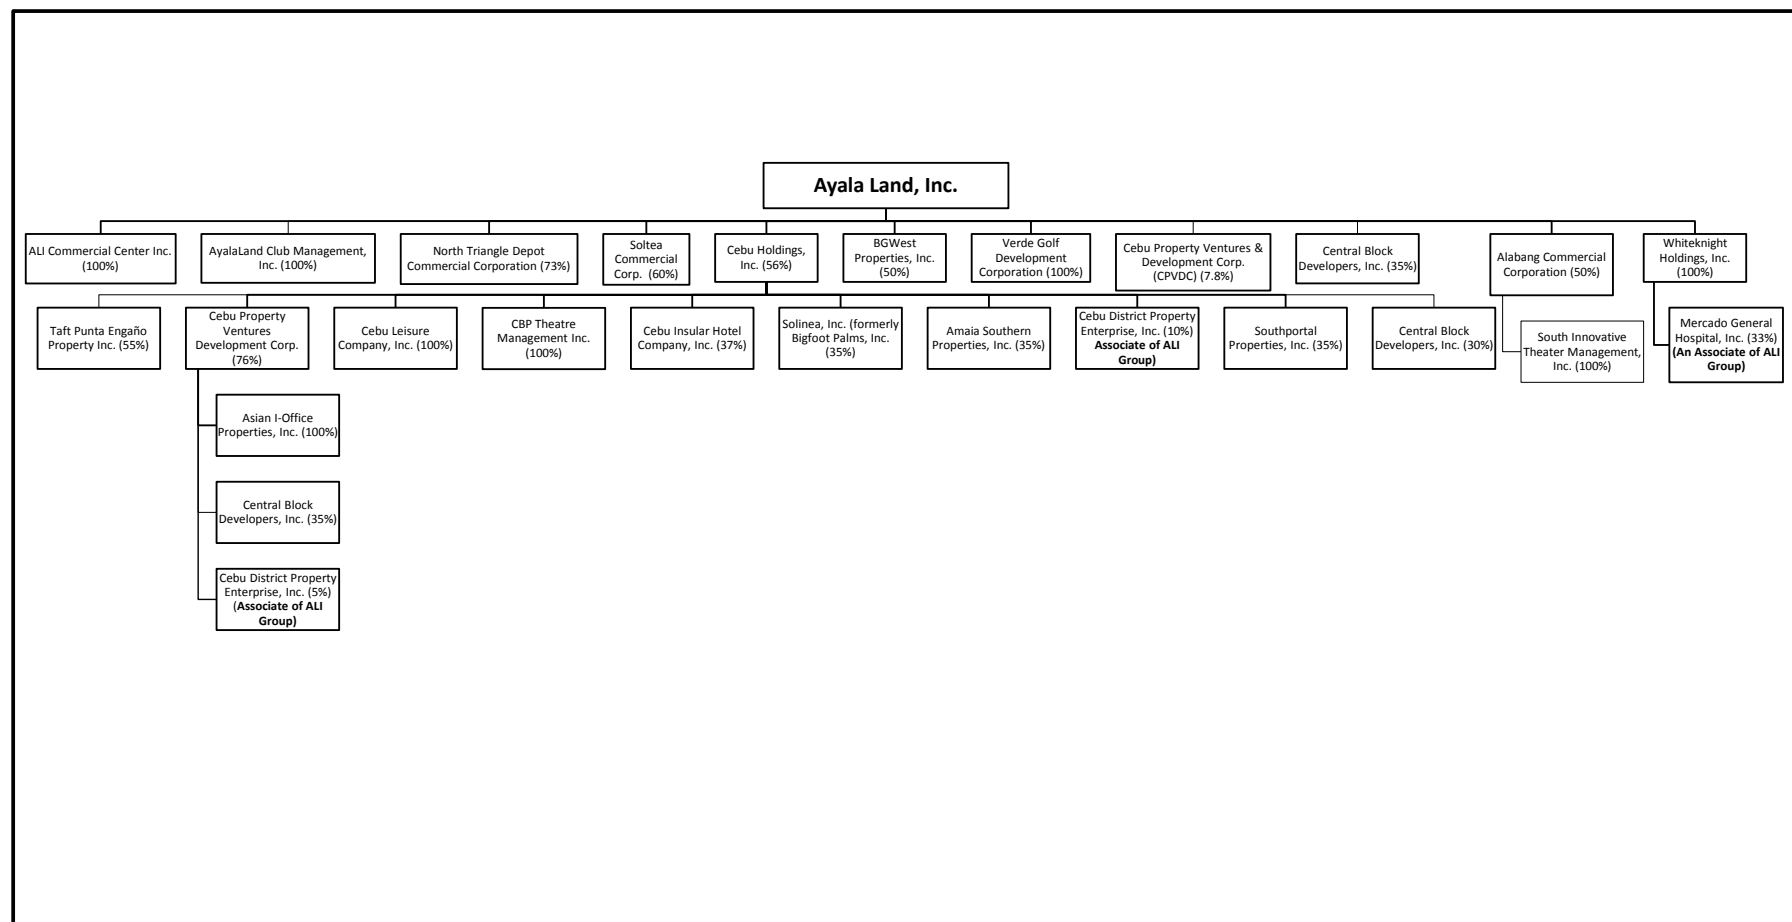 Ayala Land, Inc.
ALI Commercial Center Inc.
(100%)
AyalaLand Club Management,
Inc. (100%)
North Triangle Depot
Commercial Corporation (73%)
Soltea
Commercial
Corp.  (60%)
Cebu Holdings,
Inc. (56%)
BGWest
Properties, Inc.
(50%)
Verde Golf
Development
Corporation (100%)
Cebu Property Ventures &
Development Corp.
(CPVDC) (7.8%)
Central Block
Developers, Inc. (35%)
Alabang Commercial
Corporation (50%)
Whiteknight
Holdings, Inc.
(100%)
Taft Punta Engaño
Property Inc. (55%)
Cebu Property
Ventures
Development Corp.
(76%)
Cebu Leisure
Company, Inc. (100%)
CBP Theatre
Management Inc.
(100%)
Cebu Insular Hotel
Company, Inc. (37%)
Solinea, Inc. (formerly
Bigfoot Palms, Inc.
(35%)
Amaia Southern
Properties, Inc. (35%)
Cebu District Property
Enterprise, Inc. (10%)
Associate of ALI
Group)
Southportal
Properties, Inc. (35%)
Central Block
Developers, Inc. (30%)
South Innovative
Theater Management,
Inc. (100%)
Mercado General
Hospital, Inc. (33%)
(An Associate of ALI
Group)
Asian I-Office
Properties, Inc. (100%)
Central Block
Developers, Inc. (35%)
Cebu District Property
Enterprise, Inc. (5%)
(Associate of ALI
Group)